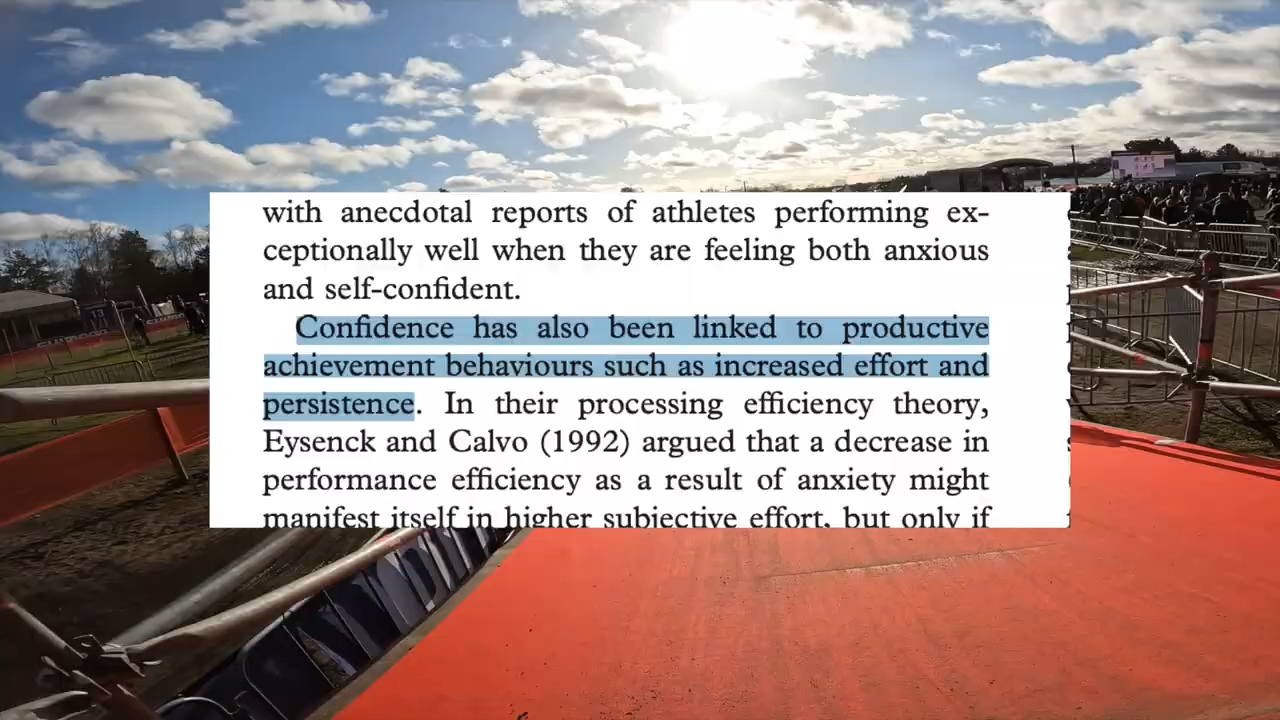 with anecdotal reports of athletes performing ex-
ceptionally well when they are feeling both anxious
and self-confident.
Confidence has also been linked to productive
achievement behaviours such as increased effort and
persistence. In their processing efficiency theory,
Eysenck and Calvo (1992) argued that a decrease in
performance efficiency as a result of anxiety might
manifest itself in higher subjective effort, but only if
13